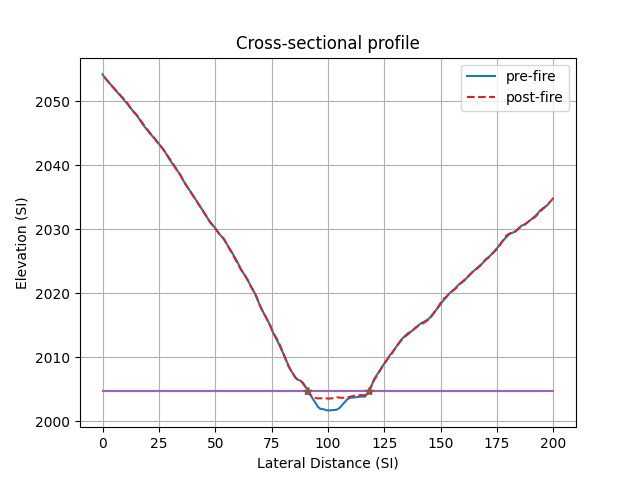 Cross-sectional profile
pre-fire
post-fire
2050
2040
2030
2020
2010
2000
Elevation (SI)
0 25 50 75 100 125 150 175 200
Lateral Distance (SI)